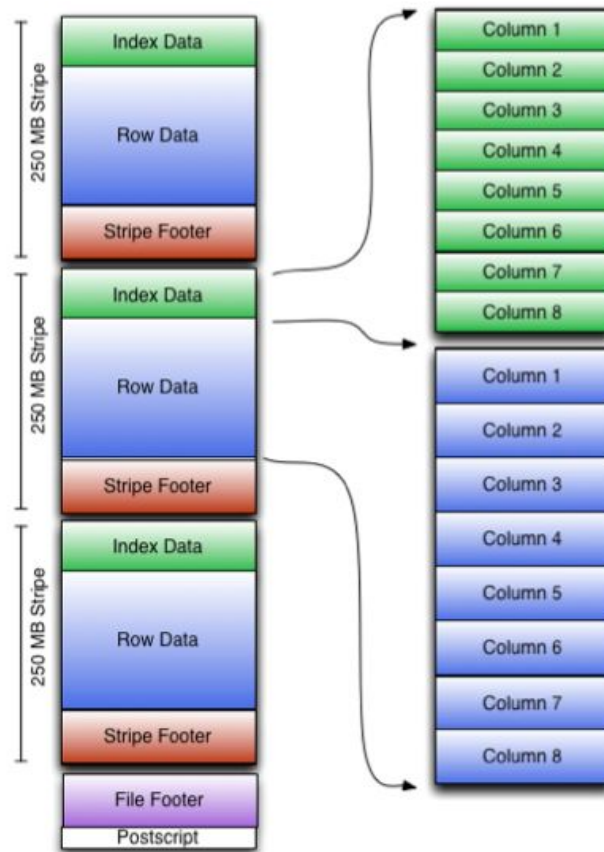 250 MB Stripe
Index Data
Row Data
Stripe Footer
250 MB Stripe
Index Data
Row Data
Stripe Footer
250 MB Stripe
Index Data
Row Data
Stripe Footer
File Footer
Postscript
Column 1
Column 2
Column 3
Column 4
Column 5
Column 6
Column 7
Column 8
Column 1
Column 2
Column 3
Column 4
Column 5
Column 6
Column 7
Column 8